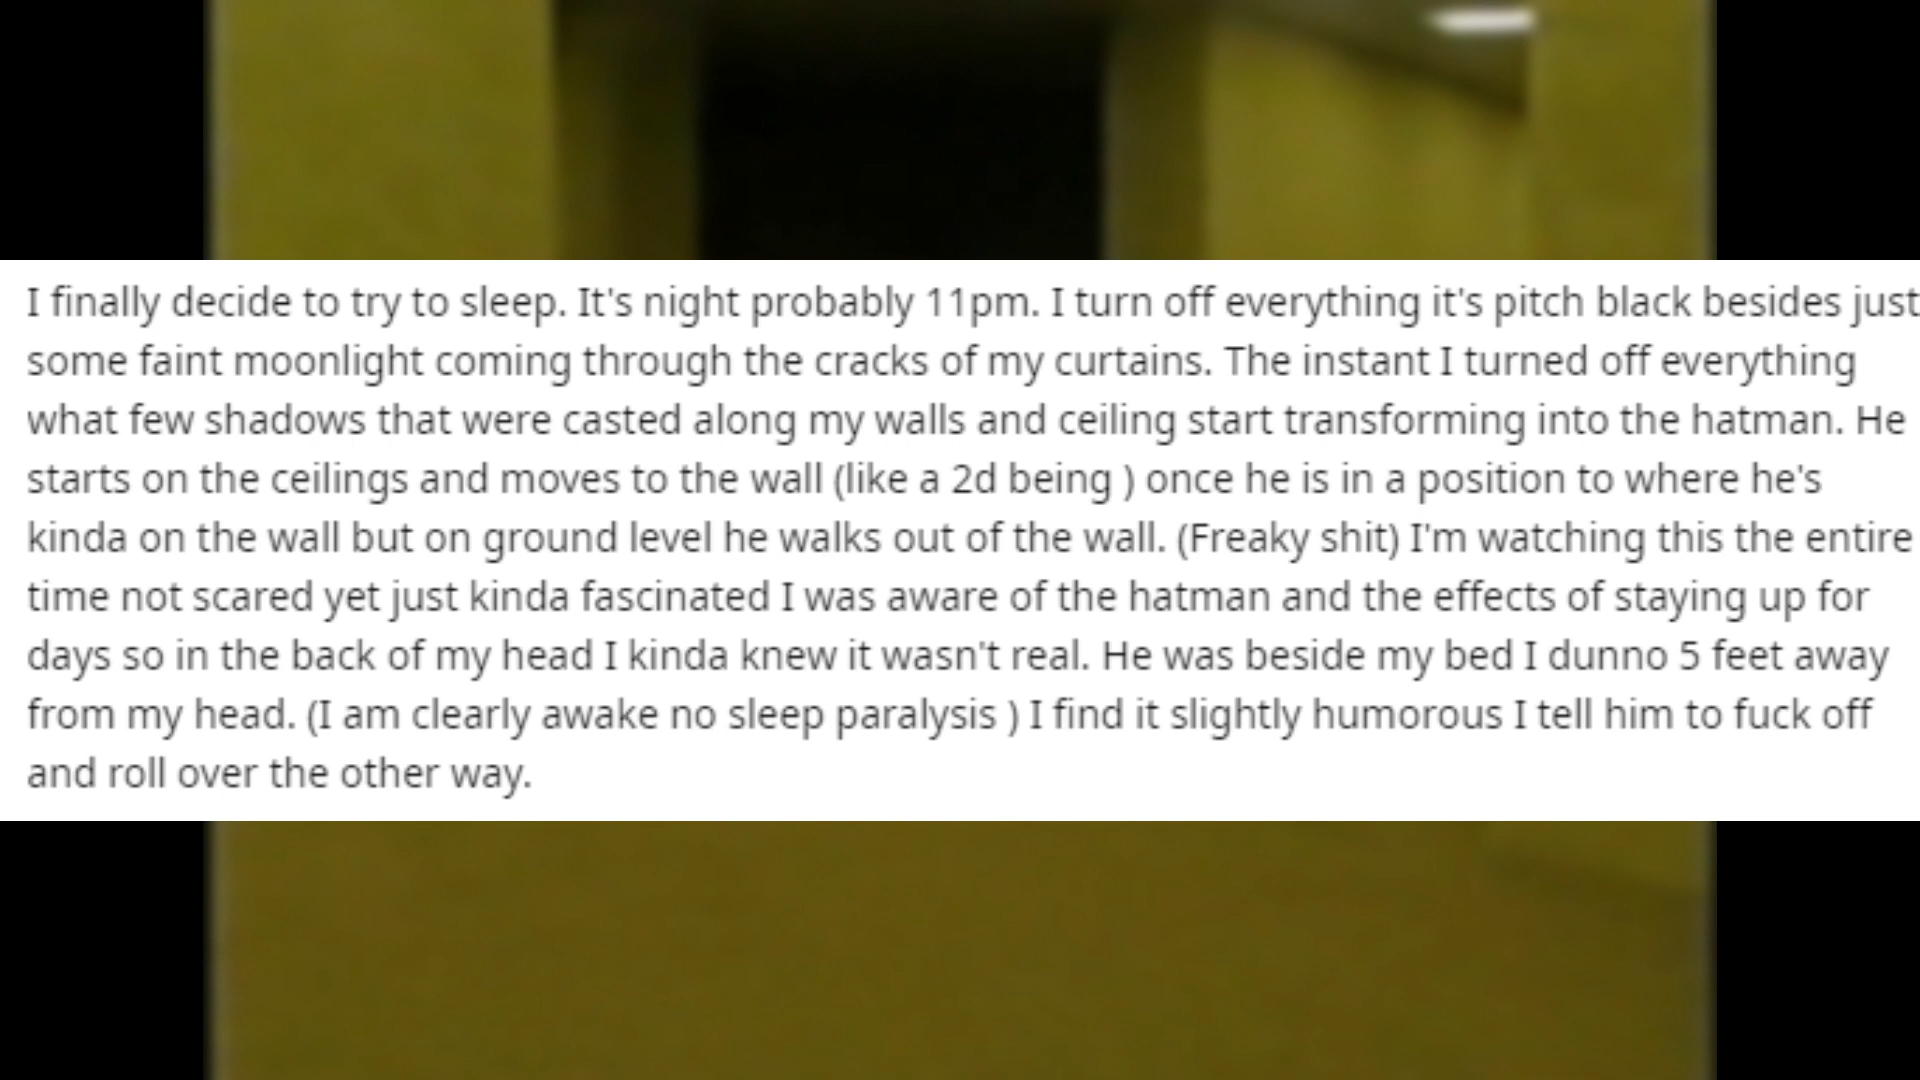 I finally decide to try to sleep. It's night probably 11pm. I turn off everything it's pitch black besides just
some faint moonlight coming through the cracks of my curtains. The instant I turned off everything
what few shadows that were casted along my walls and ceiling start transforming into the hatman. He
starts on the ceilings and moves to the wall (like a 2d being ) once he is in a position to where he's
kinda on the wall but on ground level he walks out of the wall. (Freaky shit) I'm watching this the entire
time not scared yet just kinda fascinated I was aware of the hatman and the effects of staying up for
days so in the back of my head I kinda knew it wasn't real. He was beside my bed I dunno 5 feet away
from my head. (I am clearly awake no sleep paralysis ) I find it slightly humorous I tell him to fuck off
and roll over the other way.